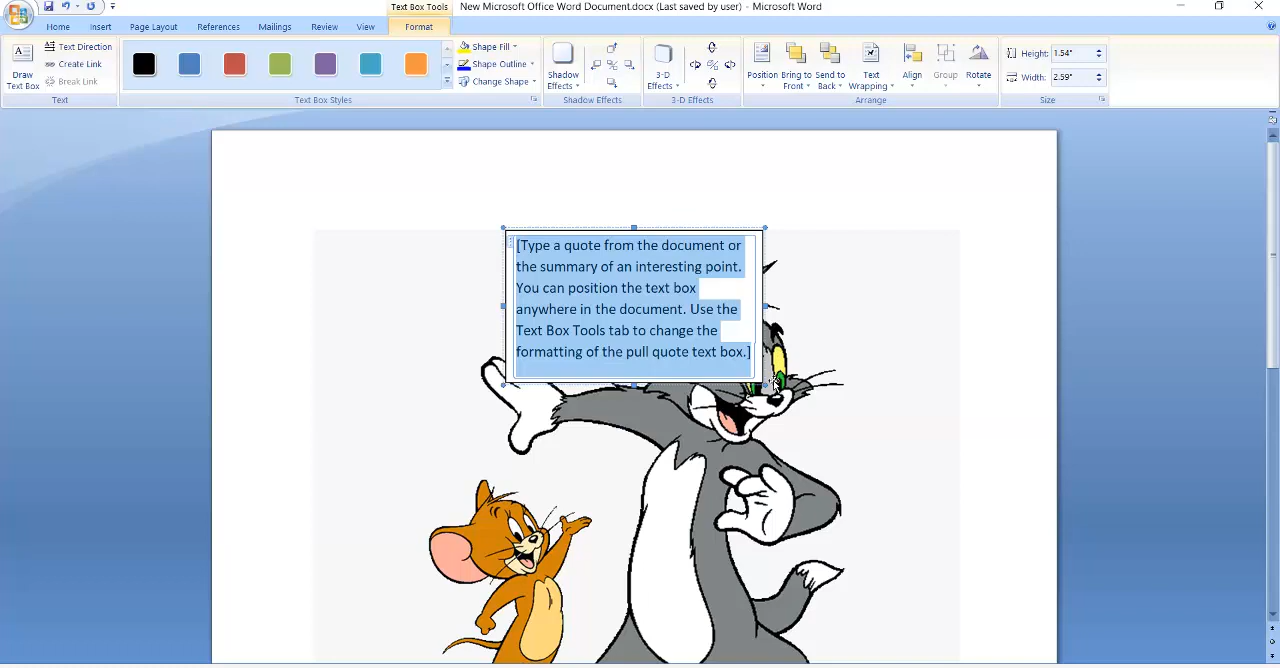 Text Box Tools
New Microsoft Office Word Document.docx (Last saved by user) - Microsoft Word
Home Insert Page Layout References Mailings Review View Format
Draw Text Box
Text Direction
Create Link
Break Link
Text
Text Box Styles
Shape Fill
Shape Outline
Change Shape
Shadow Effects
Shadow Effects
3-D Effects
3-D Effects
Position
Bring to Front
Send to Back
Text Wrapping
Align
Group
Rotate
Arrange
Height: 1.54"
Width: 2.59"
Size
[Type a quote from the document or
the summary of an interesting point.
You can position the text box
anywhere in the document. Use the
Text Box Tools tab to change the
formatting of the pull quote text box.]